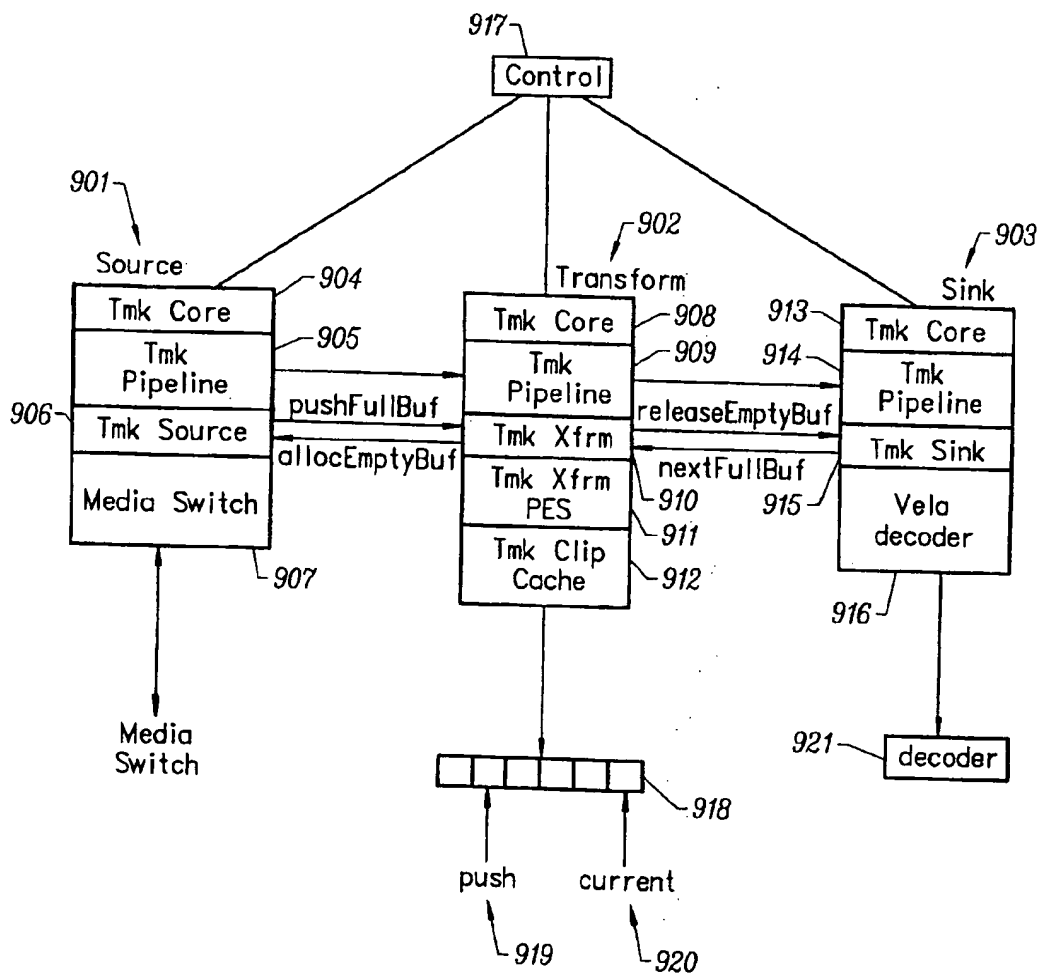 917
Control
901
902
903
Source
904
Transform
Sink
Tmk Core
905
Tmk
Pipeline
906
Tmk Source
Media Switch
907
pushFullBuf
allocEmptyBuf
Tmk Core
908
Tmk
Pipeline
909
Tmk Xfrm
910
Tmk Xfrm
PES
911
Tmk Clip
Cache
912
releaseEmptyBuf
nextFullBuf
913
Tmk Core
914
Tmk
Pipeline
Tmk Sink
915
Vela
decoder
916
Media
Switch
921
decoder
918
push
current
919
920